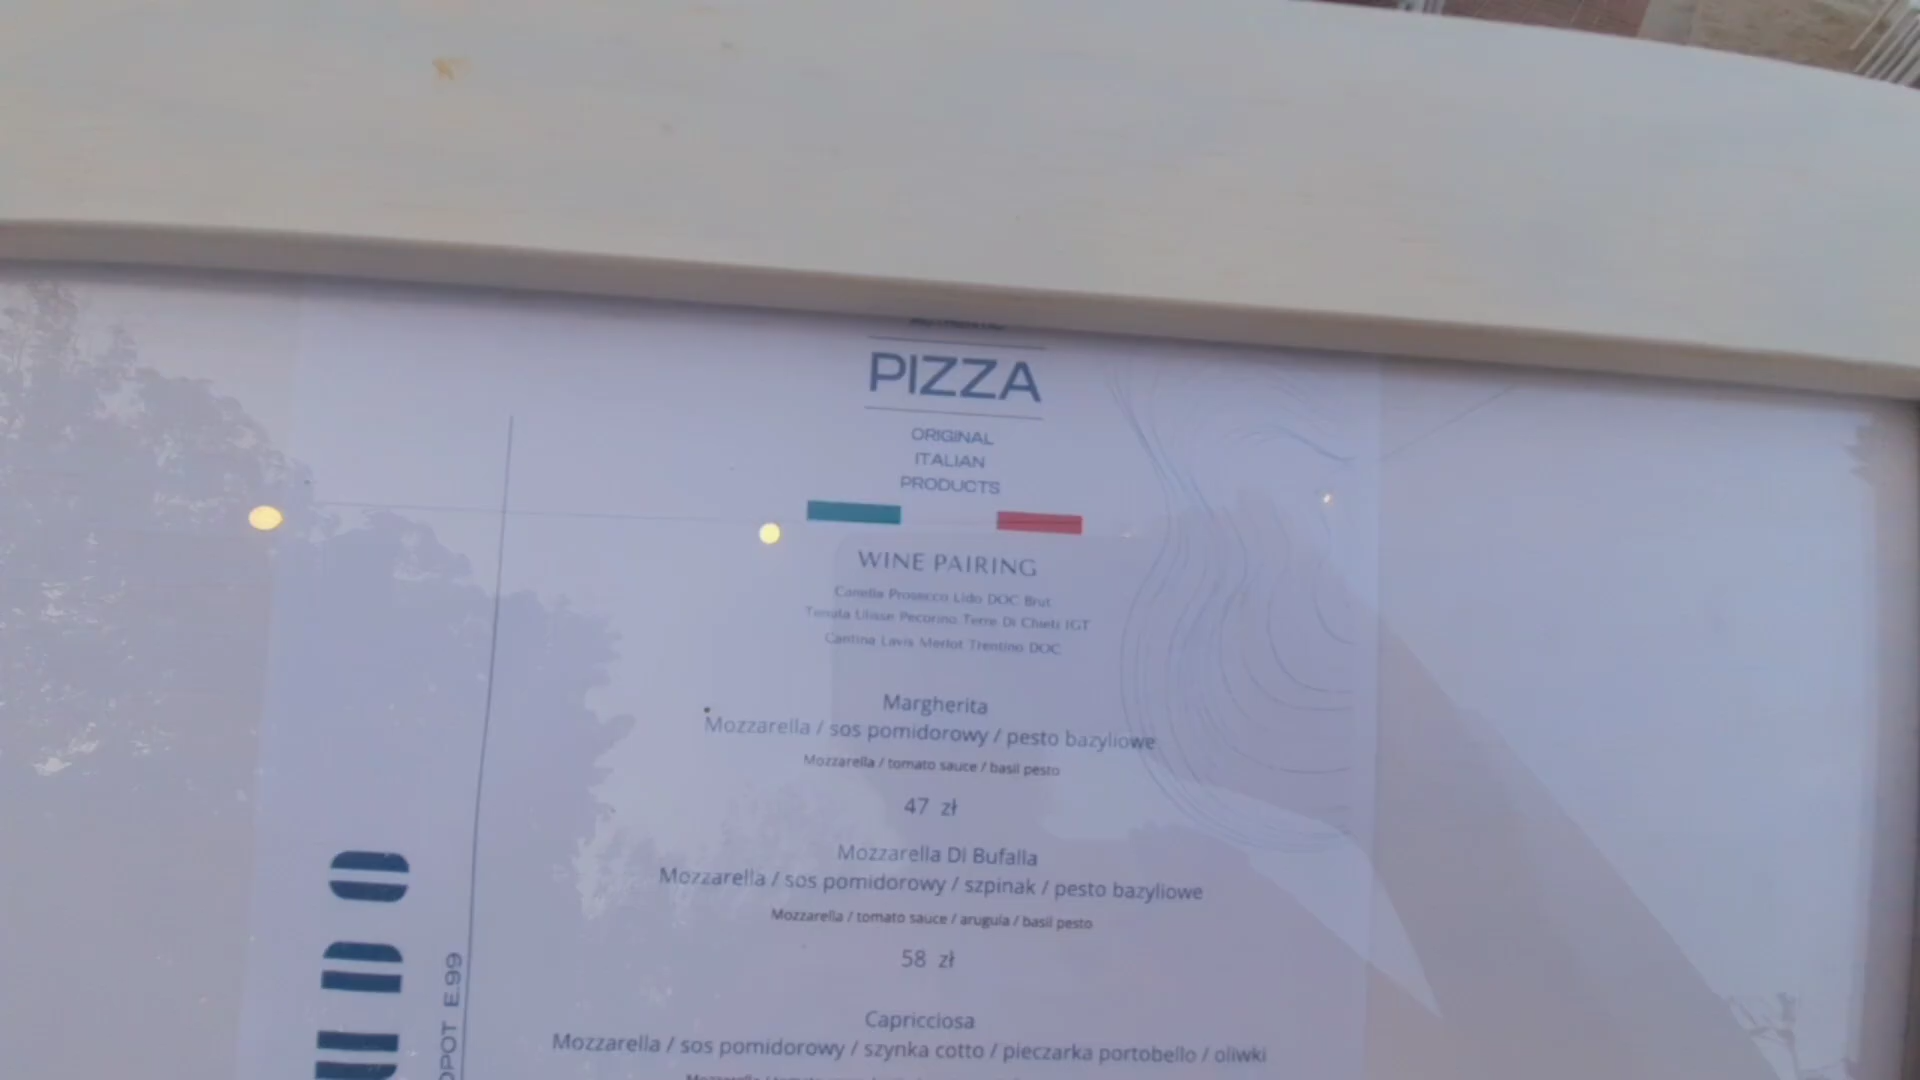 PIZZA
ORIGINAL
ITALIAN
PRODUCTS
WINE PAIRING
Canella Prosecco Lido DOC Brut
Tenuta Ulisse Pecorino Terre Di Chieti IGT
Cantina Lavis Merlot Trentino DOC
Margherita
Mozzarella / sos pomidorowy / pesto bazyliowe
Mozzarella / tomato sauce / basil pesto
47 zł
Mozzarella Di Bufalla
Mozzarella / sos pomidorowy / szpinak / pesto bazyliowe
Mozzarella / tomato sauce / arugula / basil pesto
58 zł
Capricciosa
Mozzarella / sos pomidorowy / szynka cotto / pieczarka portobello / oliwki
E.99